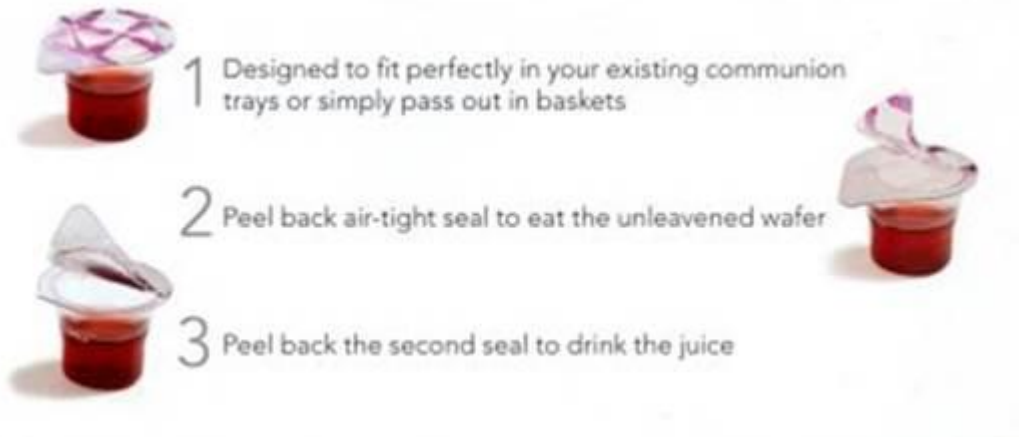 1 Designed to fit perfectly in your existing communion
trays or simply pass out in baskets
2 Peel back air-tight seal to eat the unleavened wafer
3 Peel back the second seal to drink the juice